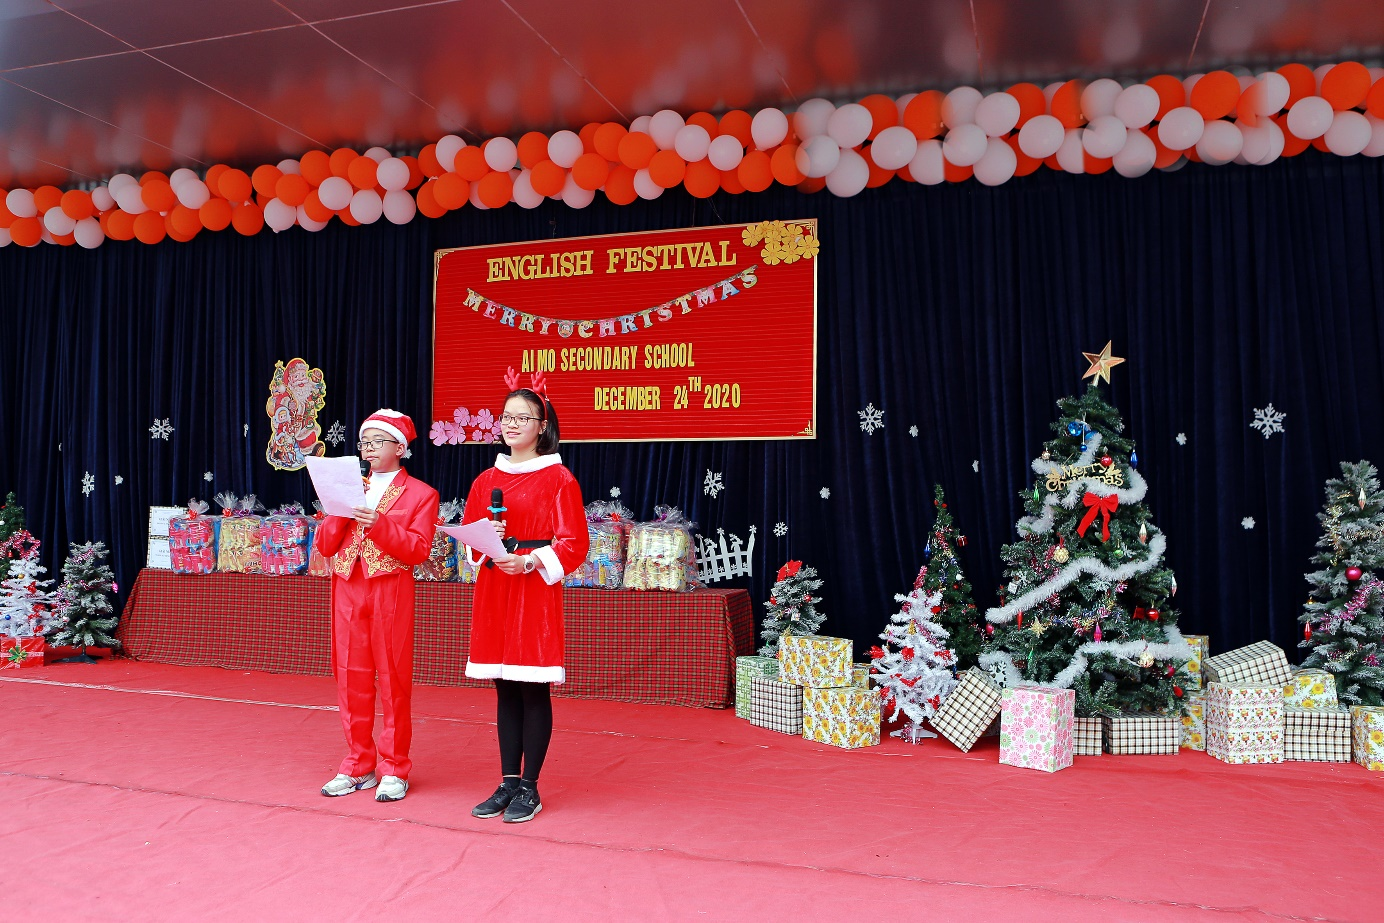 ENGLISH FESTIVAL
MERRY CHRISTMAS
AI MO SECONDARY SCHOOL
DECEMBER 24TH 2020
Merry
Christmas